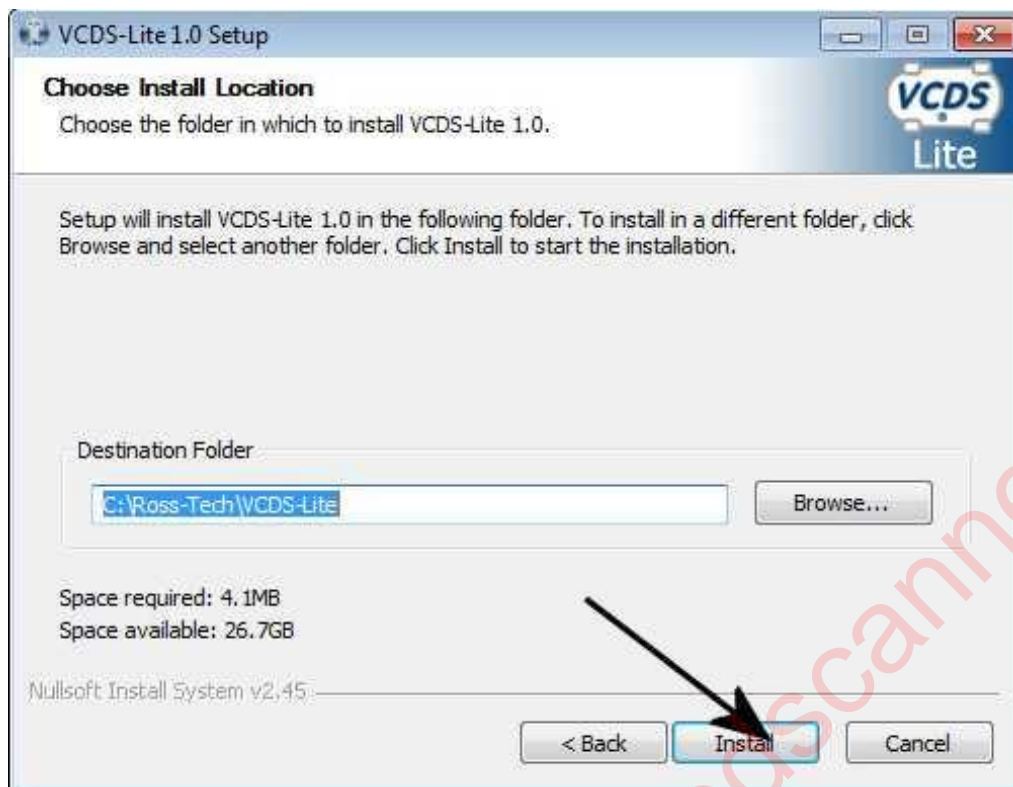 VCDS-Lite 1.0 Setup
Choose Install Location
Choose the folder in which to install VCDS-Lite 1.0.
VCDS
Lite
Setup will install VCDS-Lite 1.0 in the following folder. To install in a different folder, click
Browse and select another folder. Click Install to start the installation.
Destination Folder
C:\Ross-Tech\VCDS-Lite
Browse...
Space required: 4.1MB
Space available: 26.7GB
Nullsoft Install System v2.45
< Back
Install
Cancel